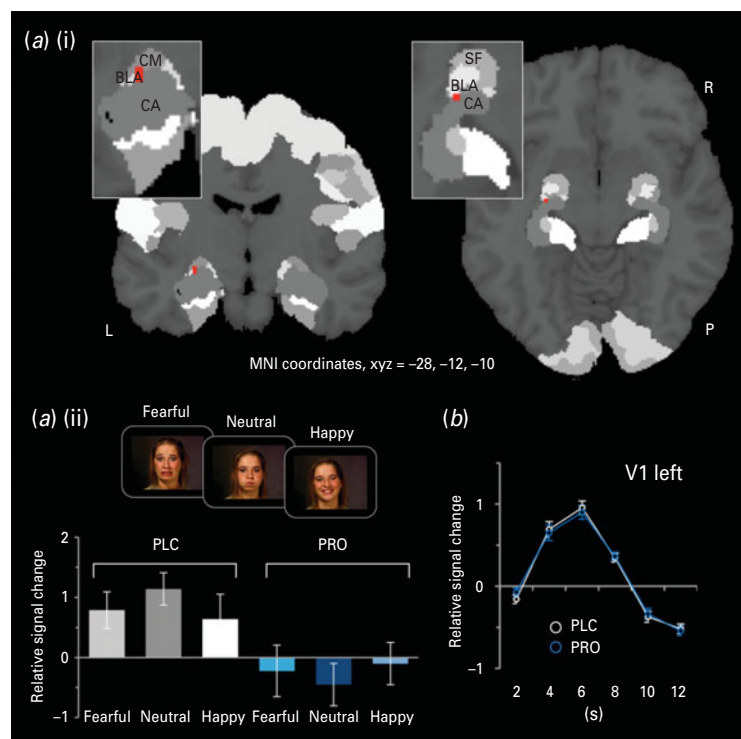 (a) (i)
CM
BLA
CA
SF
BLA
CA
R
L
P
MNI coordinates, xyz = –28, –12, –10
(a) (ii)
Fearful
Neutral
Happy
(b)
V1 left
Relative signal change
2
1
0
–1
PLC
PRO
Fearful Neutral Happy Fearful Neutral Happy
Relative signal change
1
0
–1
PLC
PRO
2 4 6 8 10 12
(s)